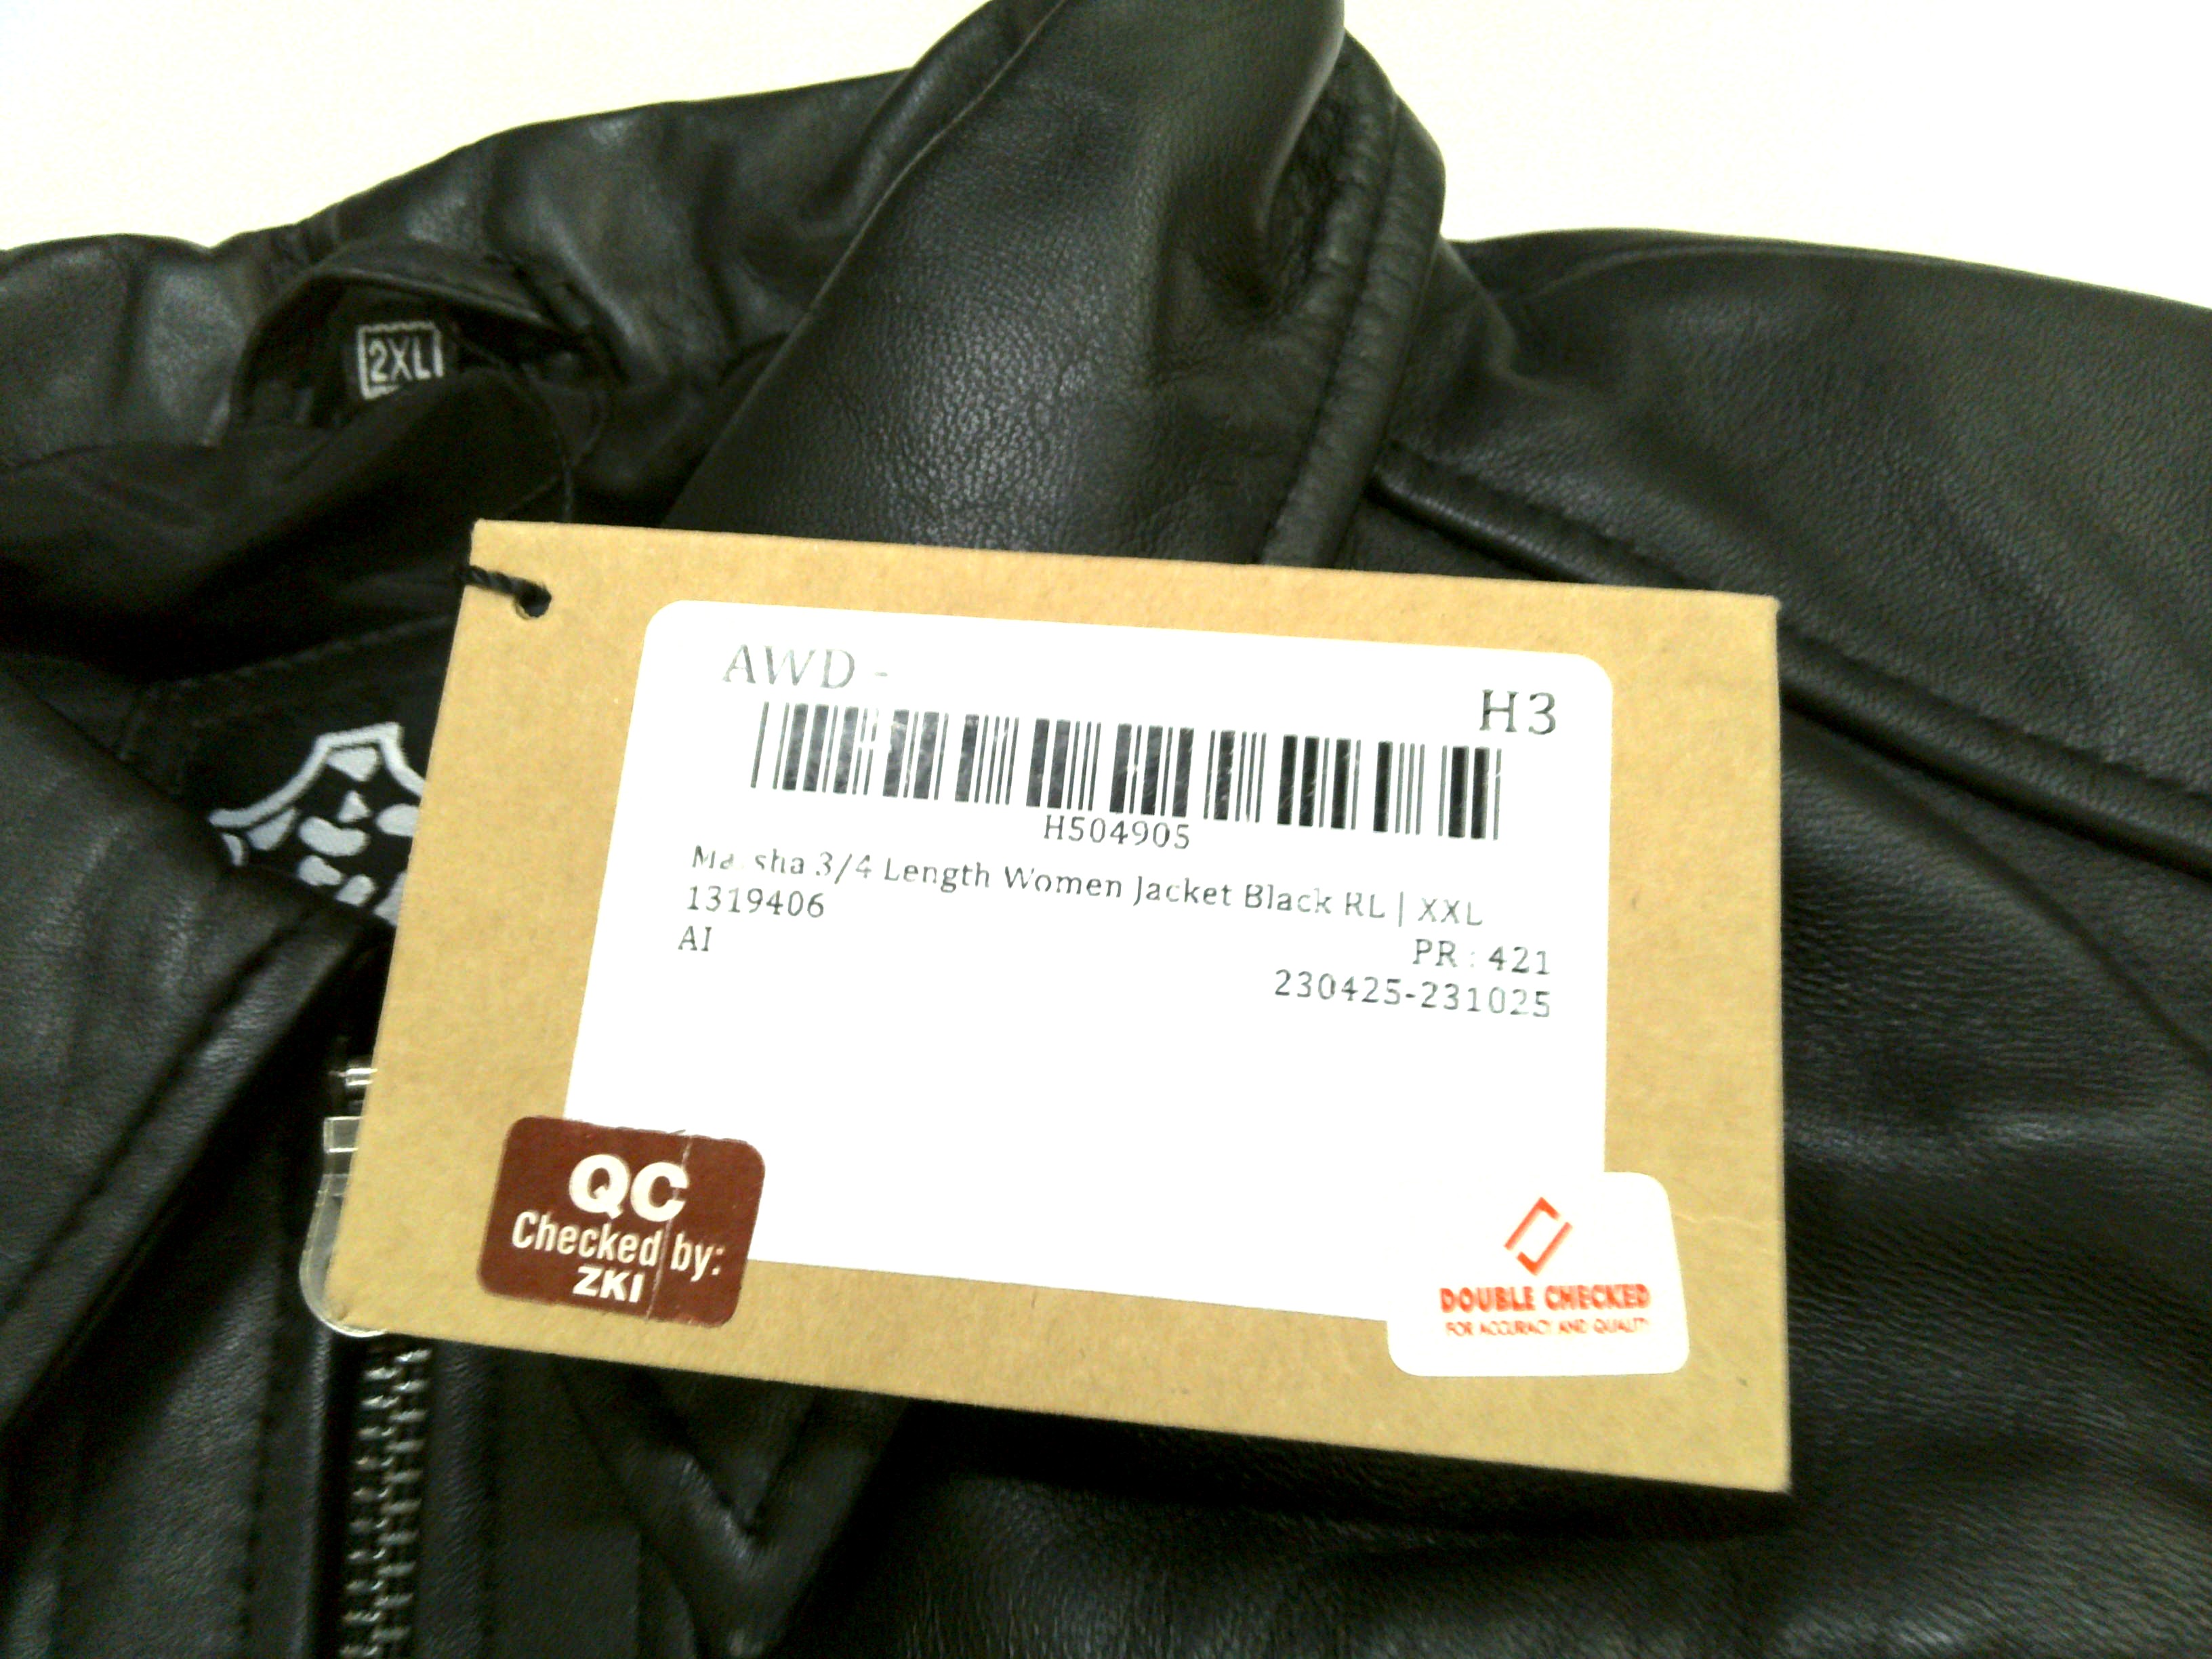 2XL
AWD -
H3
H504905
Marsha 3/4 Length Women Jacket Black RL | XXL
1319406
AI
PR : 421
230425-231025
QC
Checked by:
ZKI
DOUBLE CHECKED
FOR ACCURACY AND QUALITY